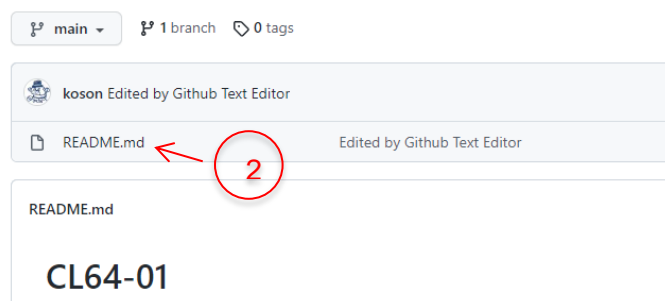 main 1 branch 0 tags
koson Edited by Github Text Editor
README.md Edited by Github Text Editor
2
README.md
CL64-01